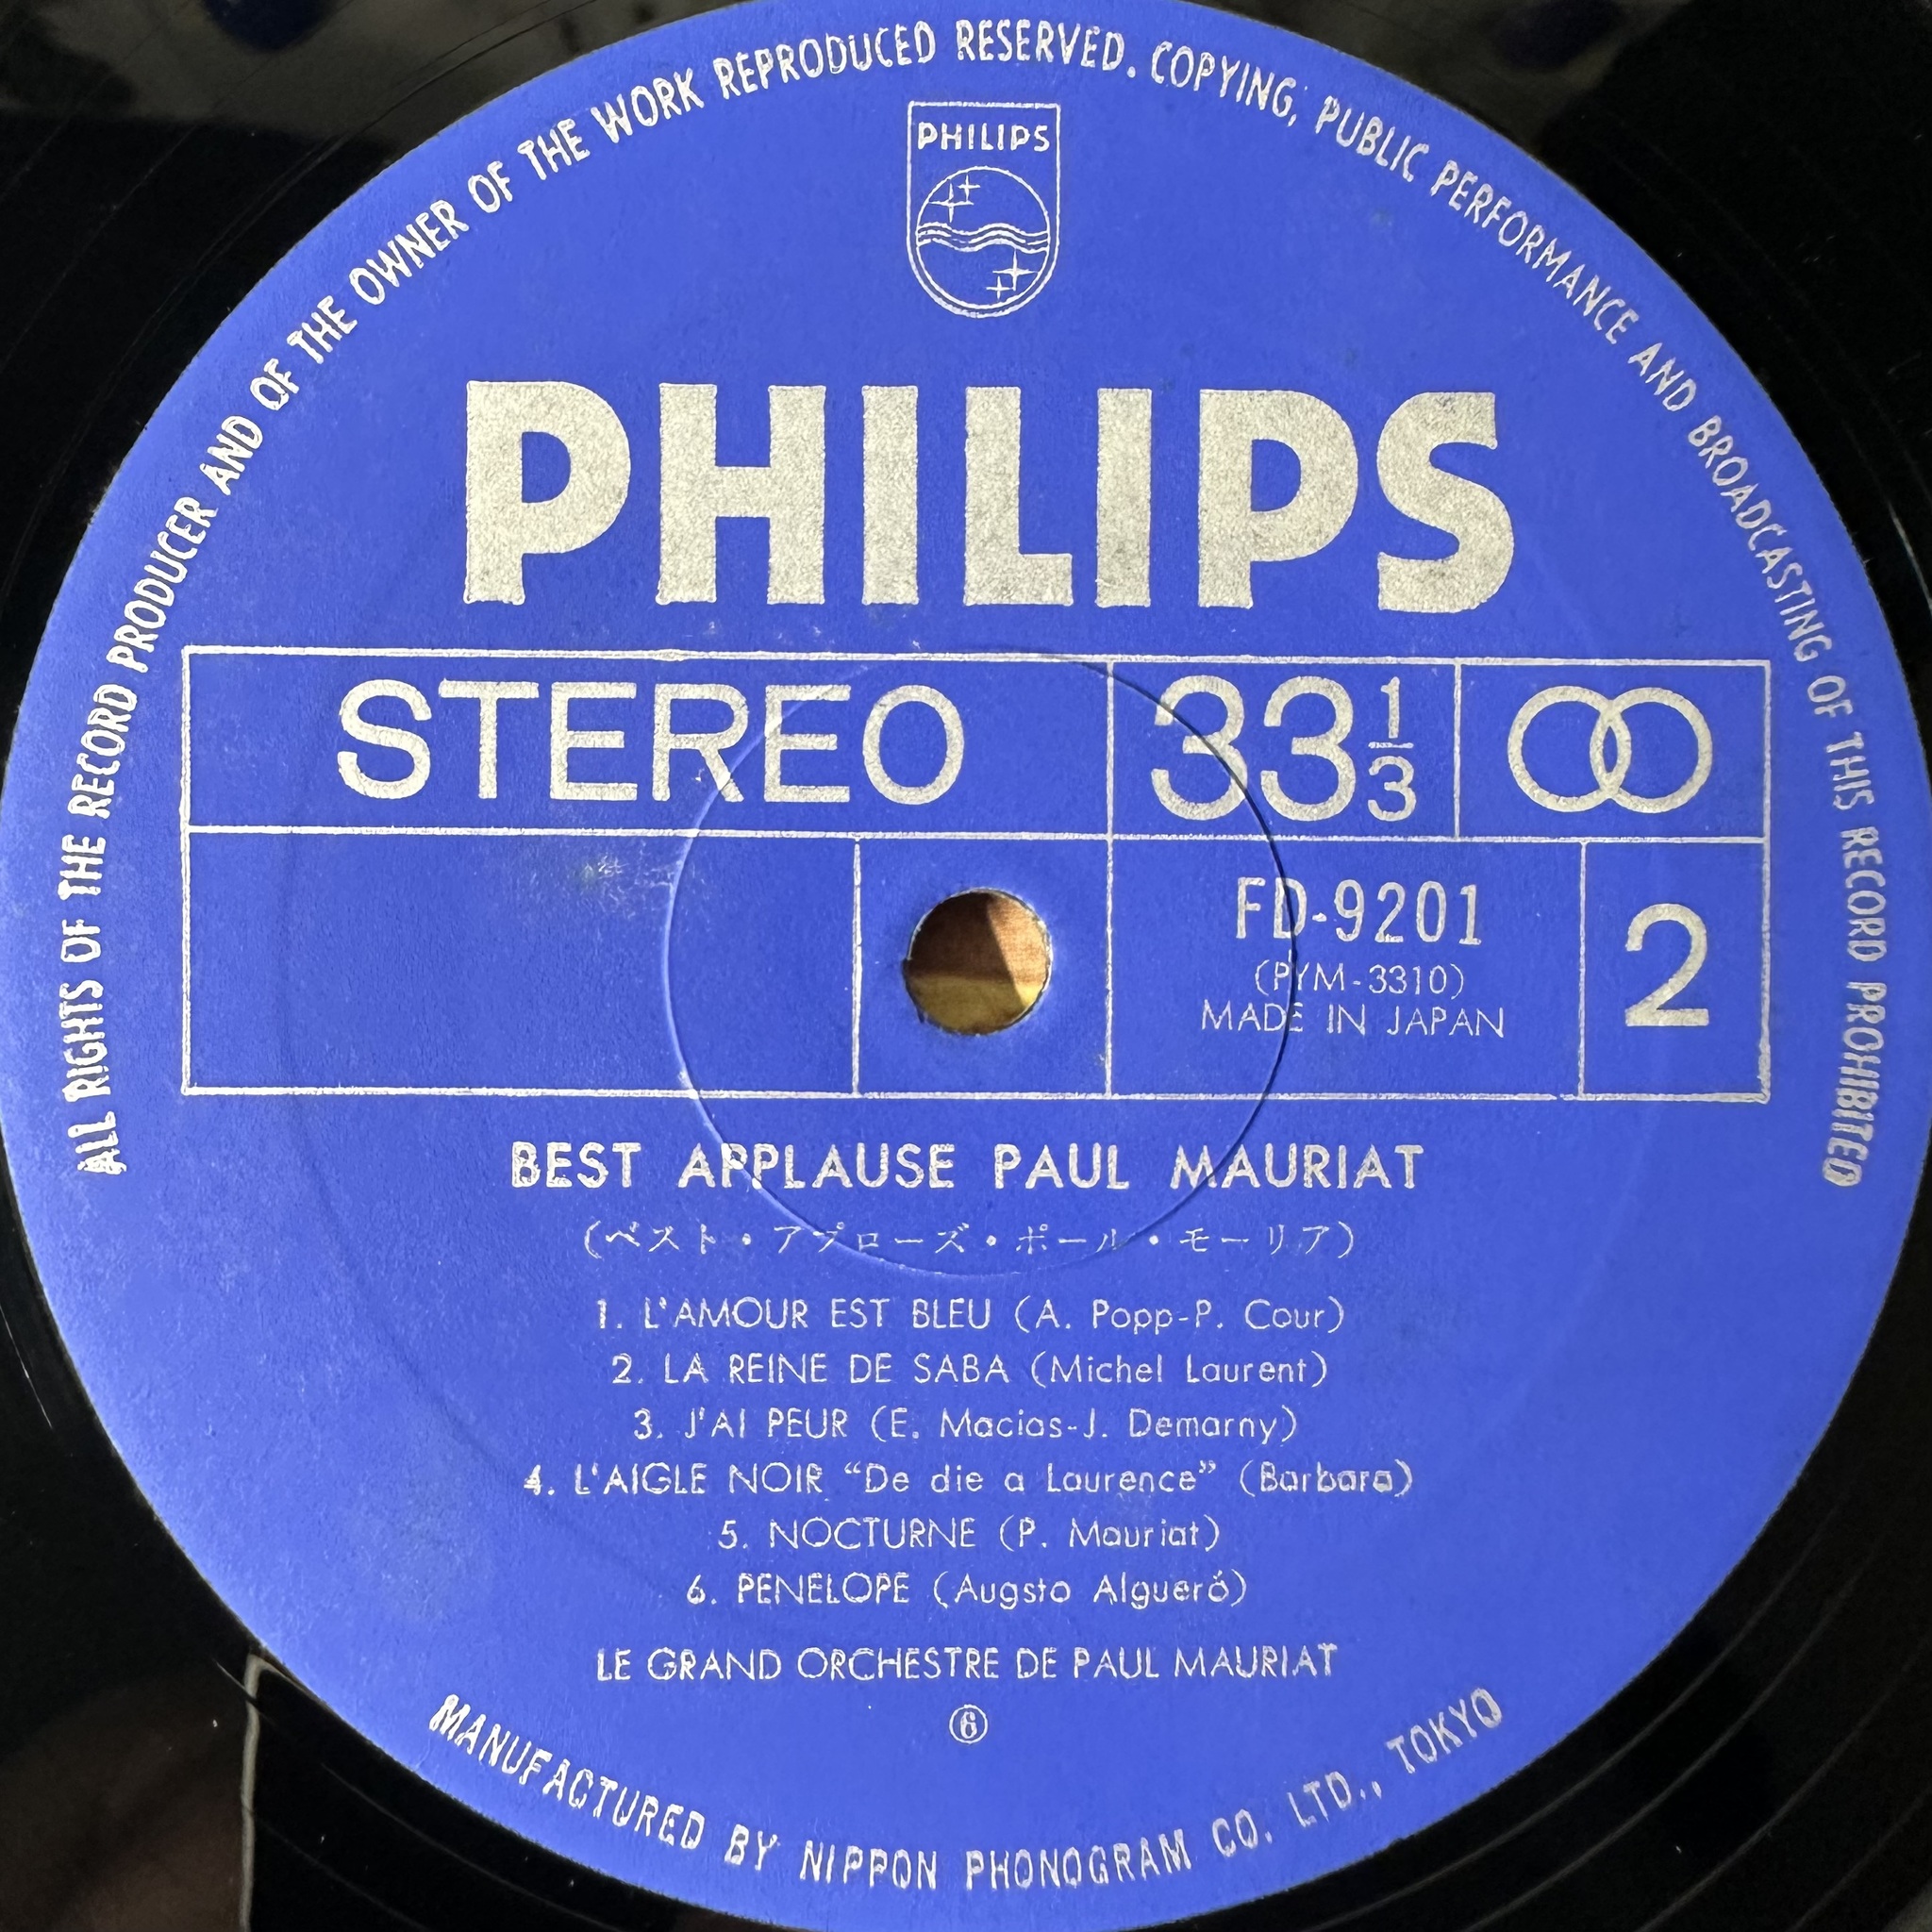 ALL RIGHTS OF THE RECORD PRODUCER AND OF THE OWNER OF THE WORK REPRODUCED RESERVED. COPYING, PUBLIC PERFORMANCE AND BROADCASTING OF THIS RECORD PROHIBITED
PHILIPS
PHILIPS
STEREO 33 1/3
FD-9201
(PYM-3310)
MADE IN JAPAN
2
BEST APPLAUSE PAUL MAURIAT
(ベスト・アプローズ・ポール・モーリア)
1. L'AMOUR EST BLEU (A. Popp-P. Cour)
2. LA REINE DE SABA (Michel Laurent)
3. J'AI PEUR (E. Macias-J. Demarny)
4. L'AIGLE NOIR “De die a Laurence” (Barbara)
5. NOCTURNE (P. Mauriat)
6. PENELOPE (Augsto Algueró)
LE GRAND ORCHESTRE DE PAUL MAURIAT
⑥
MANUFACTURED BY NIPPON PHONOGRAM CO. LTD., TOKYO